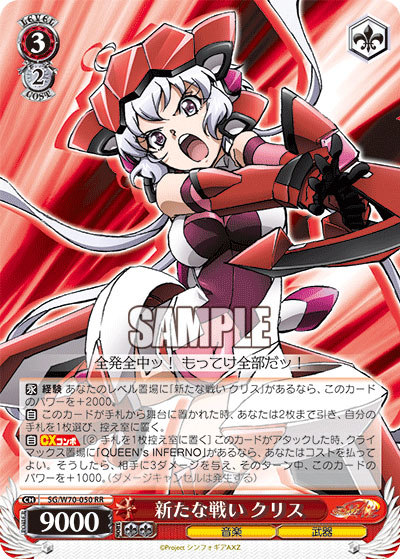 LEVEL
3
2
COST
SAMPLE
全発全中ッ! もってけ全部だッ!
永 経験 あなたのレベル置場に「新たな戦い クリス」があるなら、このカード
のパワーを+2000。
自 このカードが手札から舞台に置かれた時、あなたは2枚まで引き、自分の
手札を1枚選び、控え室に置く。
自 CXコンボ [② 手札を1枚控え室に置く] このカードがアタックした時、クライ
マックス置場に「QUEEN's INFERNO」があるなら、あなたはコストを払ってよ
い。そうしたら、相手に3ダメージを与え、そのターン中、このカードのパワーを
+1000。(ダメージキャンセルは発生する)
CH SG/W70-050 RR
9000
新たな戦い クリス
音楽
武器
©Project シンフォギアAXZ